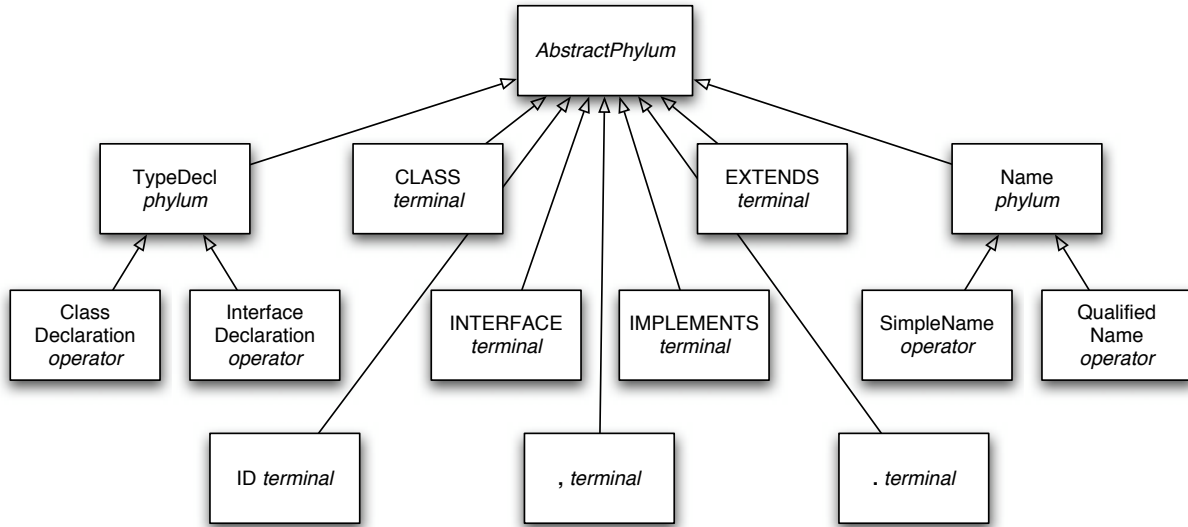 AbstractPhylum
TypeDecl
phylum
CLASS
terminal
EXTENDS
terminal
Name
phylum
Class
Declaration
operator
Interface
Declaration
operator
INTERFACE
terminal
IMPLEMENTS
terminal
SimpleName
operator
Qualified
Name
operator
ID terminal
, terminal
. terminal